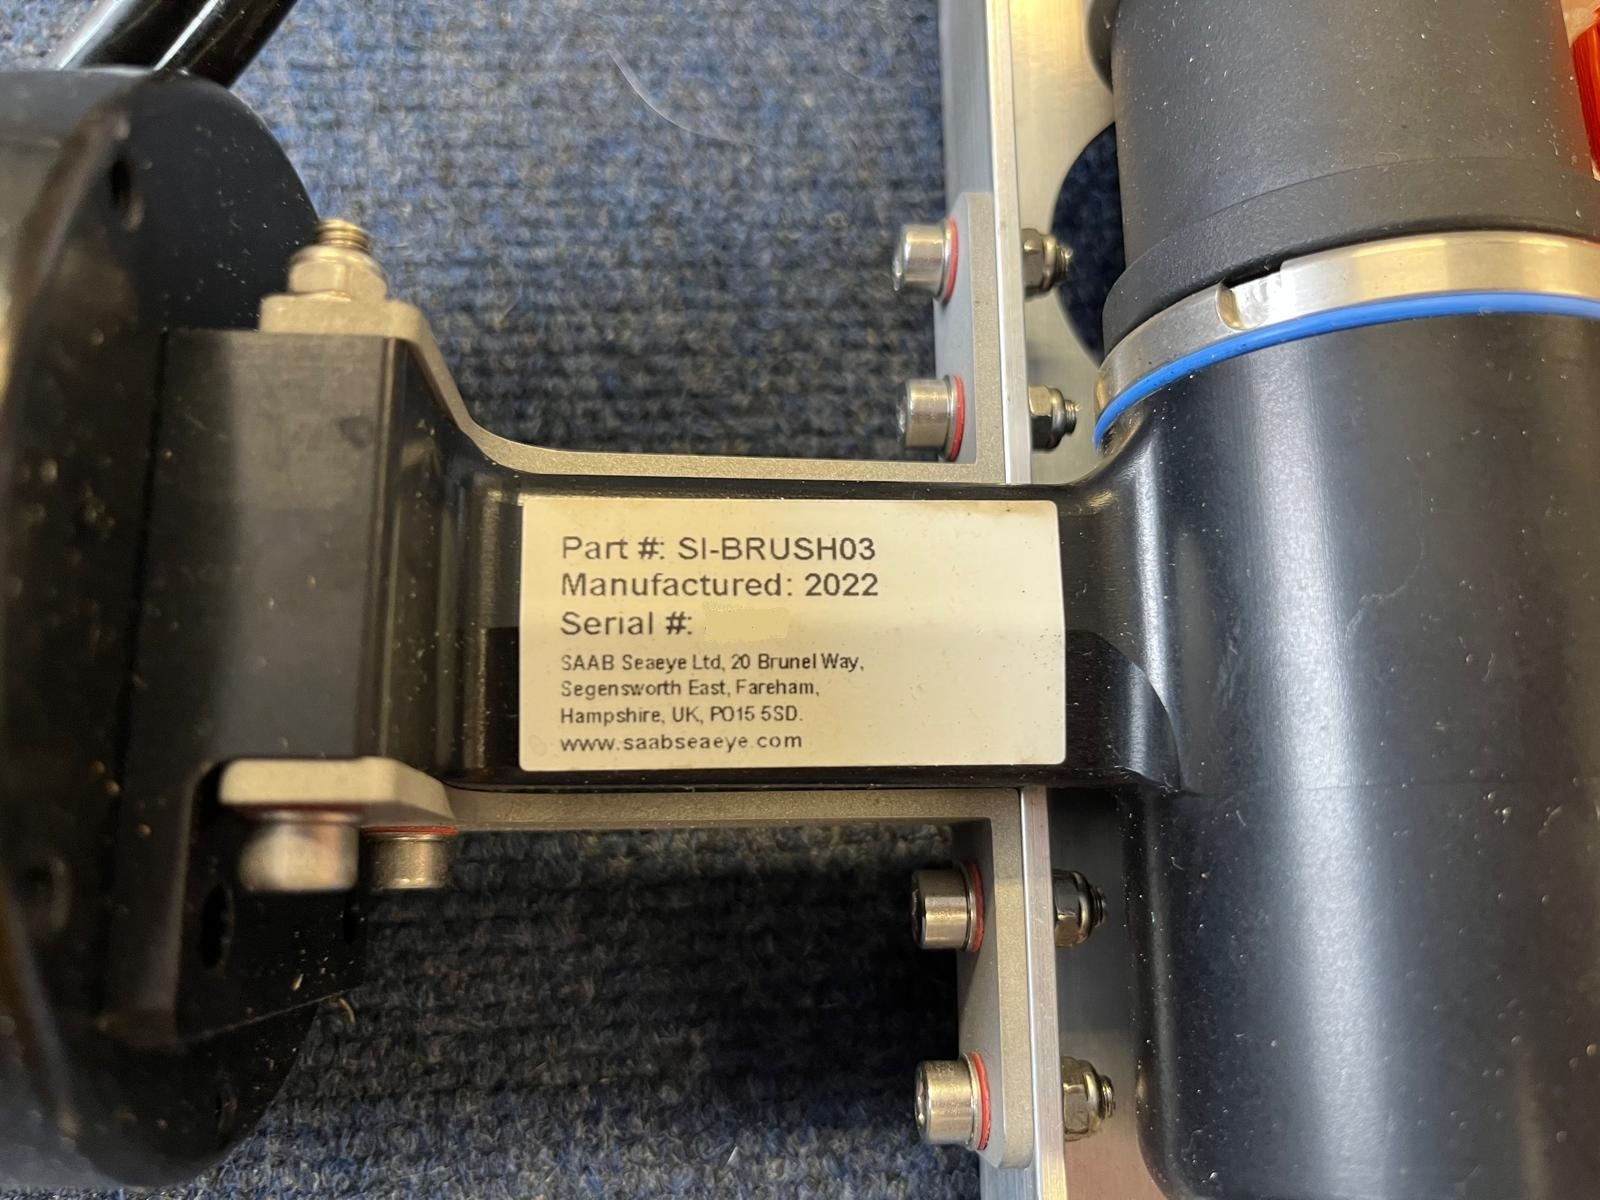 Part #: SI-BRUSH03
Manufactured: 2022
Serial #:
SAAB Seaeye Ltd, 20 Brunel Way,
Segensworth East, Fareham,
Hampshire, UK, PO15 5SD.
www.saabseaeye.com